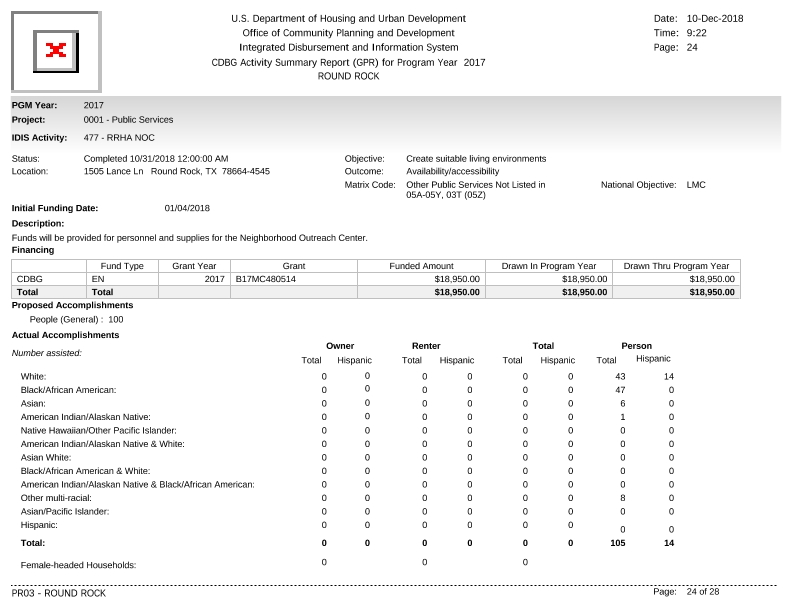 U.S. Department of Housing and Urban Development
Office of Community Planning and Development
Integrated Disbursement and Information System
CDBG Activity Summary Report (GPR) for Program Year 2017
ROUND ROCK
Date: 10-Dec-2018
Time: 9:22
Page: 24
PGM Year: 2017
Project: 0001 - Public Services
IDIS Activity: 477 - RRHA NOC
Status: Completed 10/31/2018 12:00:00 AM Objective: Create suitable living environments
Location: 1505 Lance Ln Round Rock, TX 78664-4545 Outcome: Availability/accessibility
Matrix Code: Other Public Services Not Listed in National Objective: LMC
05A-05Y, 03T (05Z)
Initial Funding Date: 01/04/2018
Description:
Funds will be provided for personnel and supplies for the Neighborhood Outreach Center.
Financing
Fund Type Grant Year Grant Funded Amount Drawn In Program Year Drawn Thru Program Year
CDBG EN 2017 B17MC480514 $18,950.00 $18,950.00 $18,950.00
Total Total $18,950.00 $18,950.00 $18,950.00
Proposed Accomplishments
People (General) : 100
Actual Accomplishments
Owner Renter Total Person
Number assisted: Total Hispanic Total Hispanic Total Hispanic Total Hispanic
White: 0 0 0 0 0 0 43 14
Black/African American: 0 0 0 0 0 0 47 0
Asian: 0 0 0 0 0 0 6 0
American Indian/Alaskan Native: 0 0 0 0 0 0 1 0
Native Hawaiian/Other Pacific Islander: 0 0 0 0 0 0 0 0
American Indian/Alaskan Native & White: 0 0 0 0 0 0 0 0
Asian White: 0 0 0 0 0 0 0 0
Black/African American & White: 0 0 0 0 0 0 0 0
American Indian/Alaskan Native & Black/African American: 0 0 0 0 0 0 0 0
Other multi-racial: 0 0 0 0 0 0 8 0
Asian/Pacific Islander: 0 0 0 0 0 0 0 0
Hispanic: 0 0 0 0 0 0 0 0
Total: 0 0 0 0 0 0 105 14
Female-headed Households: 0 0 0
PR03 - ROUND ROCK Page: 24 of 28